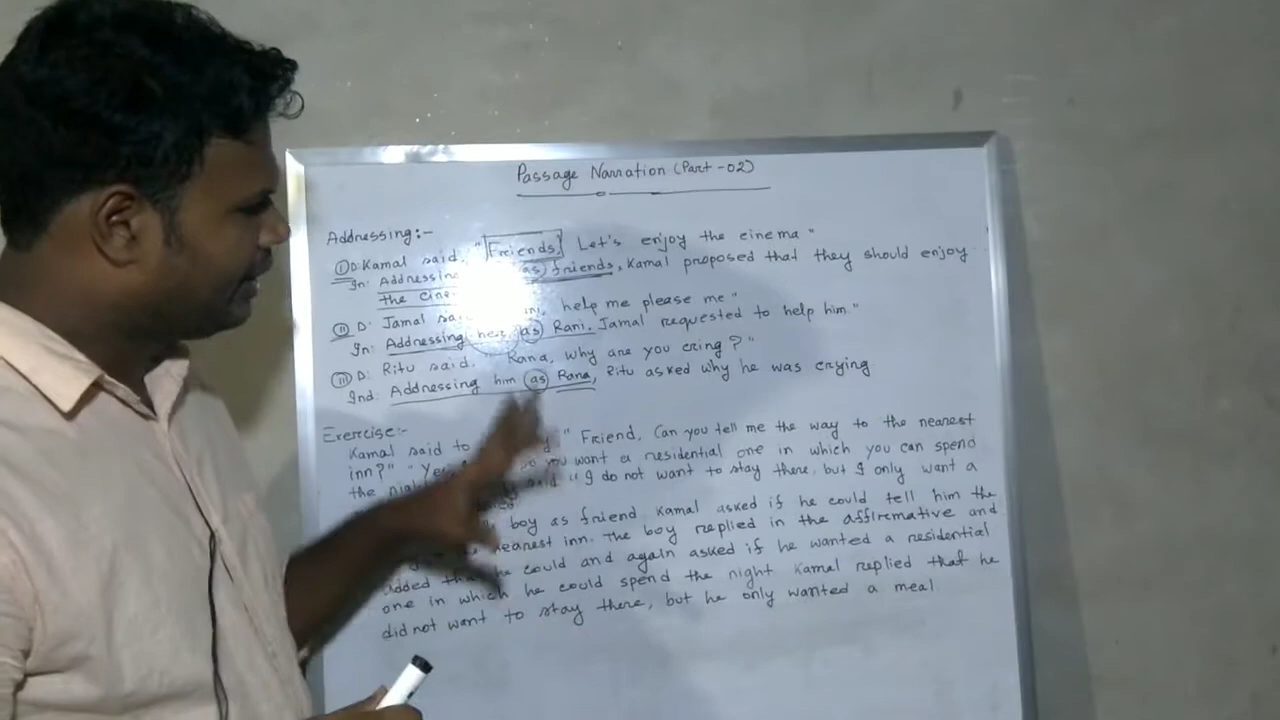 Passage Narration (Part-02)
Addressing:-
(I) D: Kamal said, "Friends, Let's enjoy the cinema"
In: Addressing as friends, Kamal proposed that they should enjoy
the cine
(II) D: Jamal sa help me please me"
In: Addressing her as Rani, Jamal requested to help him."
(III) D: Ritu said. Rana, why are you cring?"
Ind: Addressing him as Rana, Ritu asked why he was crying
Exercise:-
Kamal said to "Friend, Can you tell me the way to the nearest
inn?" " you want a residential one in which you can spend
the said "I do not want to stay there, but I only want a
boy as friend Kamal asked if he could tell him the
nearest inn. The boy replied in the affirmative and
added he could and again asked if he wanted a residential
one in which he could spend the night Kamal replied that he
did not want to stay there, but he only wanted a meal.